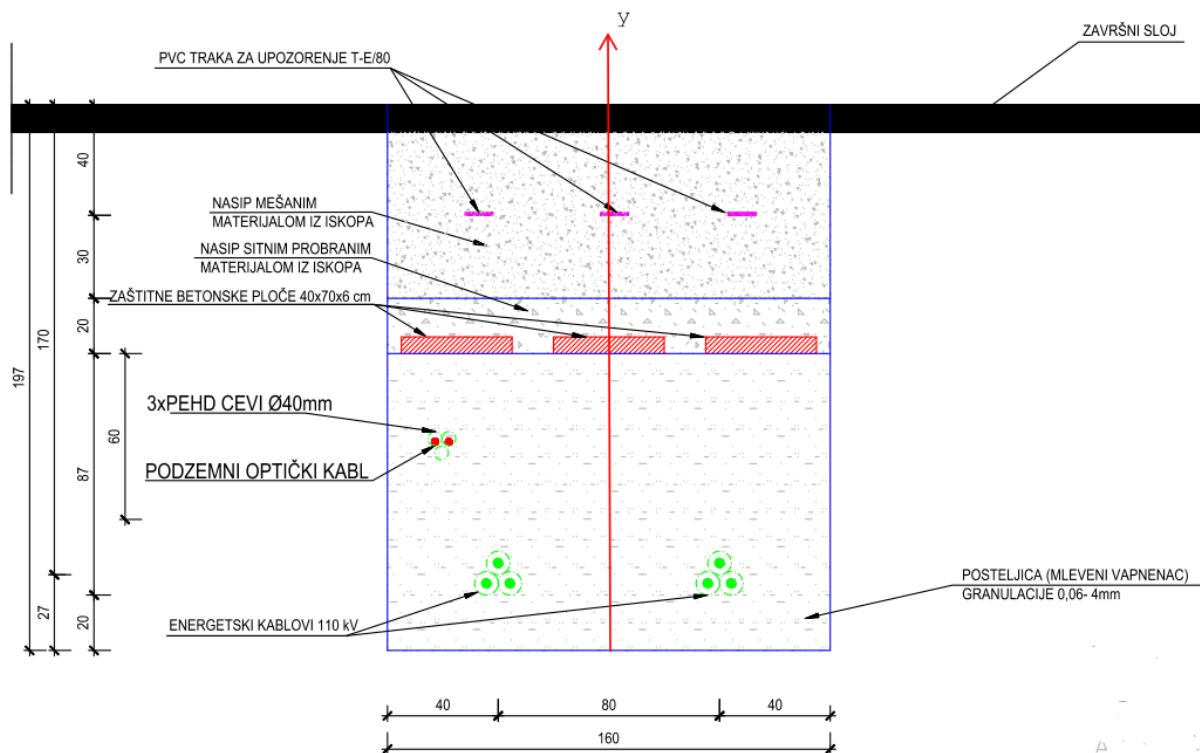 y
ZAVRŠNI SLOJ
PVC TRAKA ZA UPOZORENJE T-E/80
40
NASIP MEŠANIM
MATERIJALOM IZ ISKOPA
30
NASIP SITNIM PROBRANIM
MATERIJALOM IZ ISKOPA
ZAŠTITNE BETONSKE PLOČE 40x70x6 cm
20
170
197
3xPEHD CEVI Ø40mm
60
87
PODZEMNI OPTIČKI KABL
POSTELJICA (MLEVENI VAPNENAC)
GRANULACIJE 0,06- 4mm
27
20
ENERGETSKI KABLOVI 110 kV
40
80
40
160